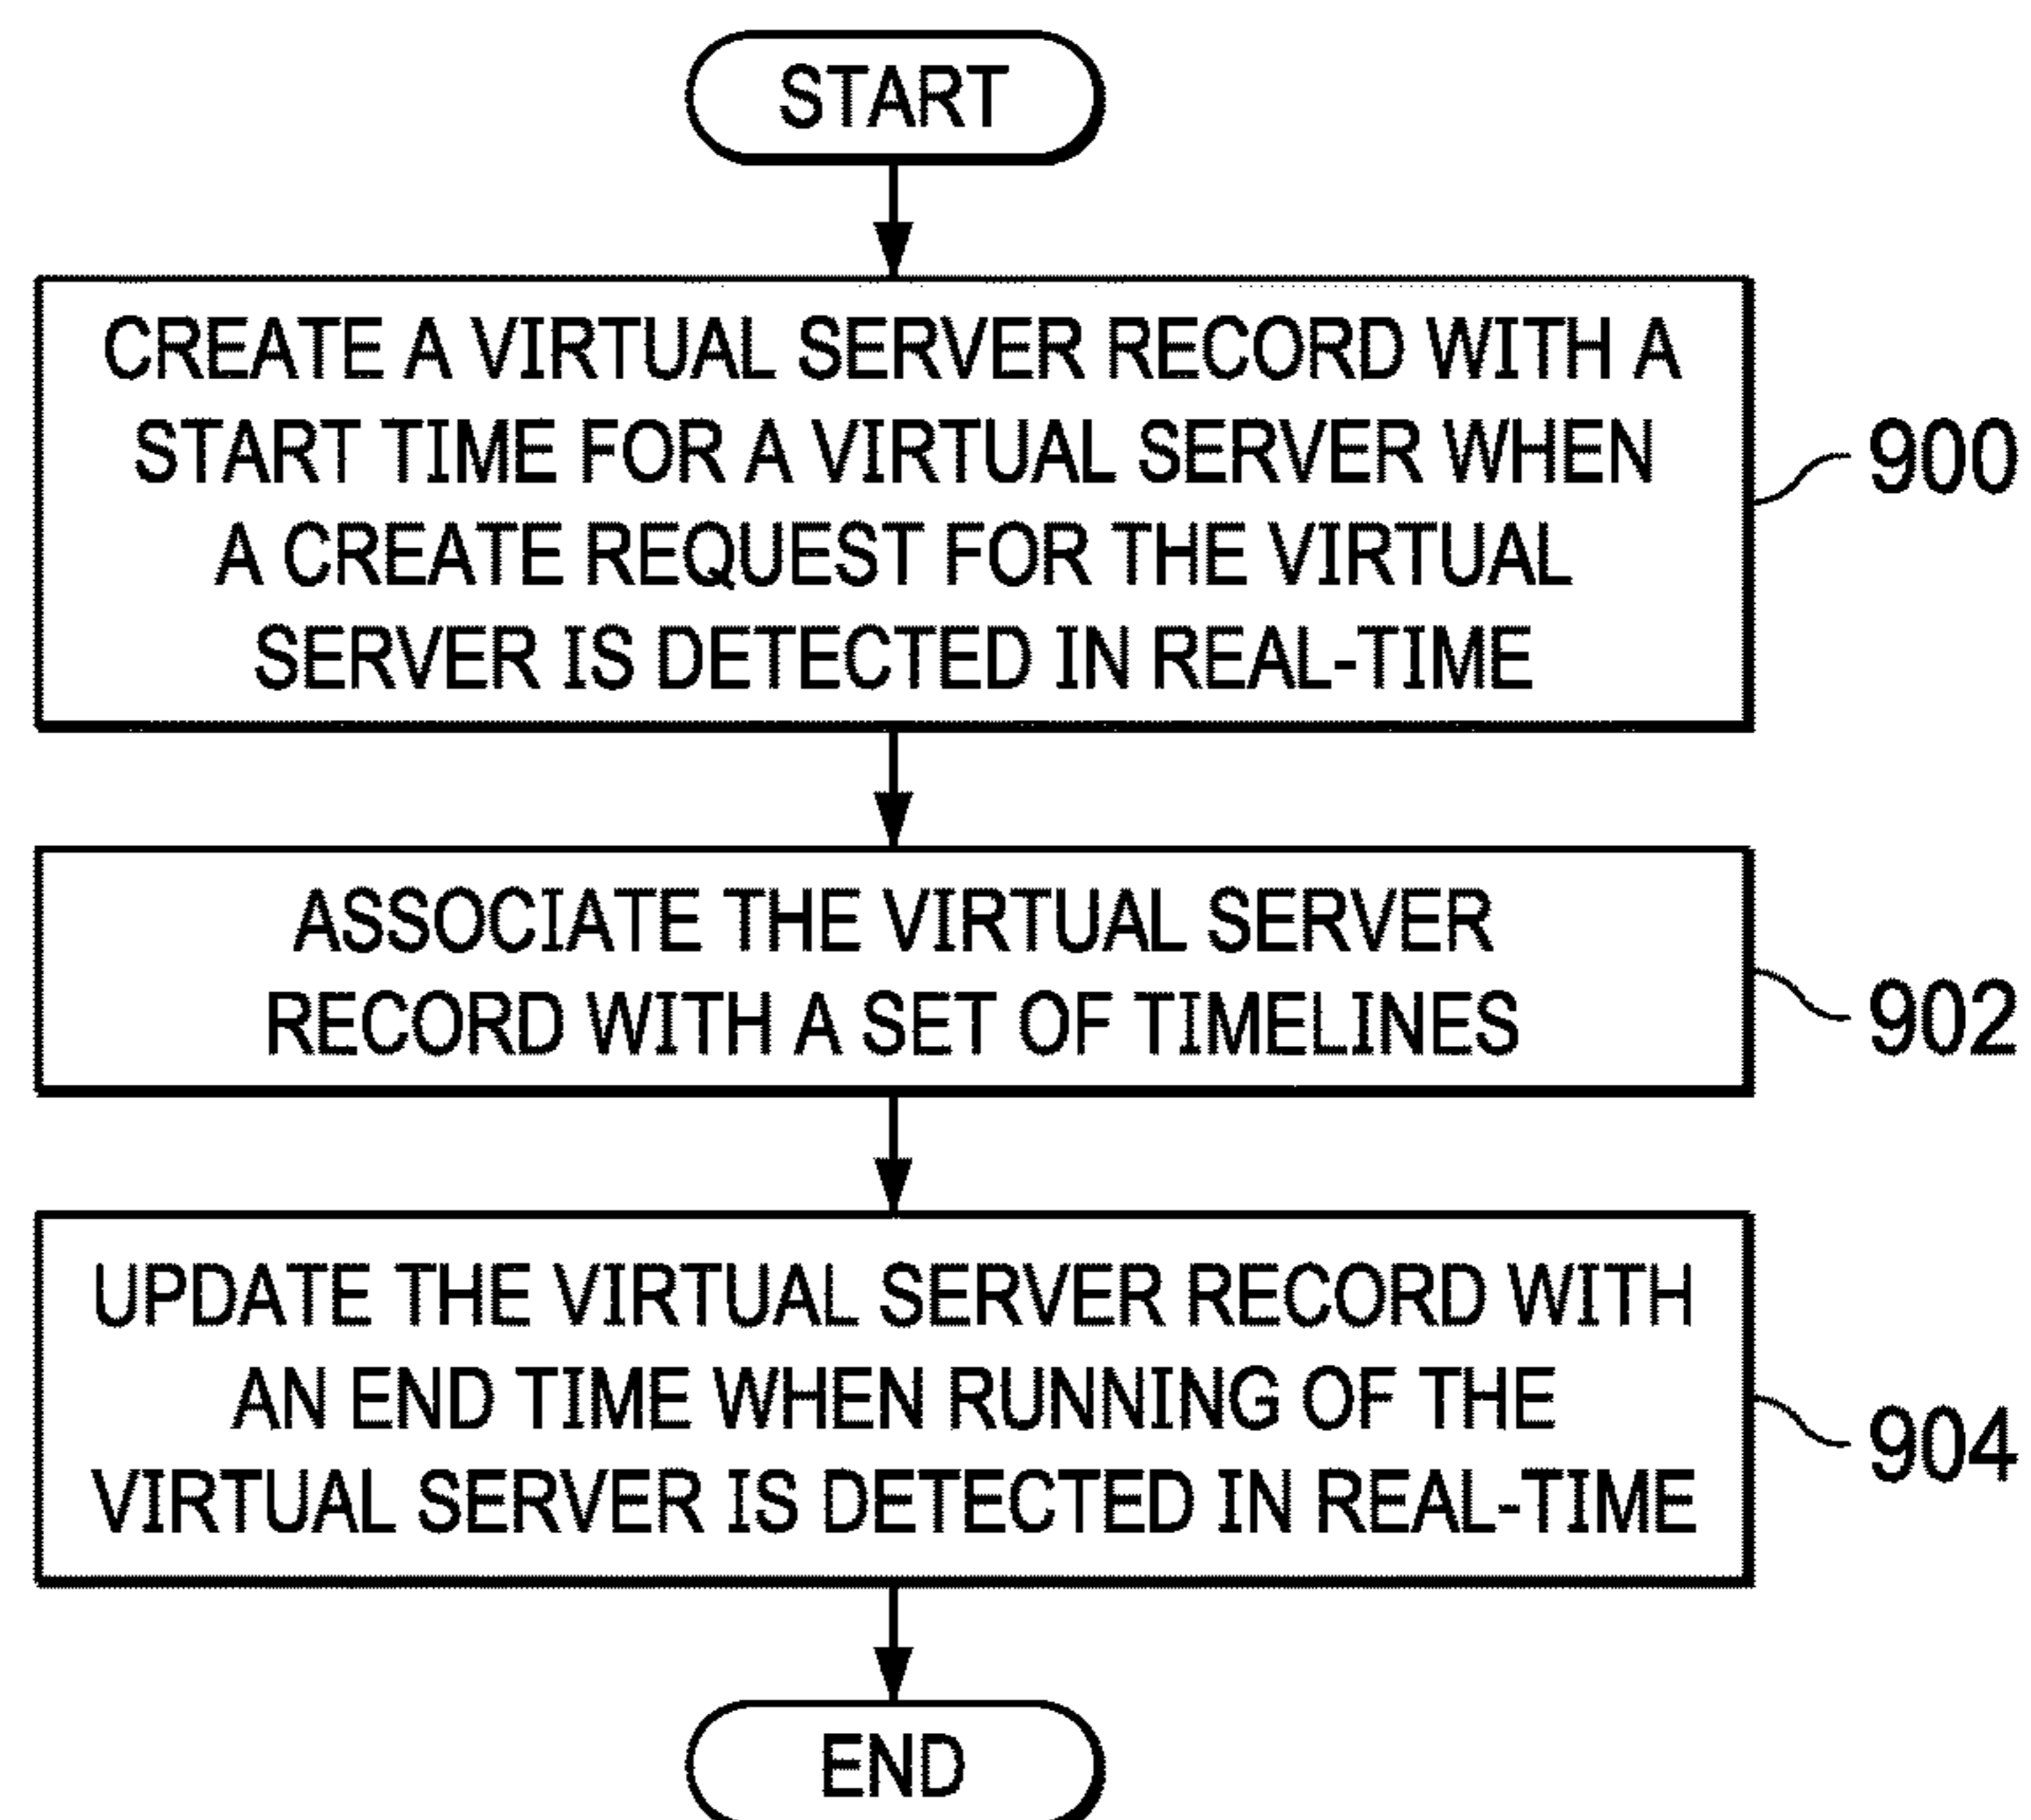 START
CREATE A VIRTUAL SERVER RECORD WITH A
START TIME FOR A VIRTUAL SERVER WHEN
A CREATE REQUEST FOR THE VIRTUAL
SERVER IS DETECTED IN REAL-TIME
900
ASSOCIATE THE VIRTUAL SERVER
RECORD WITH A SET OF TIMELINES
902
UPDATE THE VIRTUAL SERVER RECORD WITH
AN END TIME WHEN RUNNING OF THE
VIRTUAL SERVER IS DETECTED IN REAL-TIME
904
END